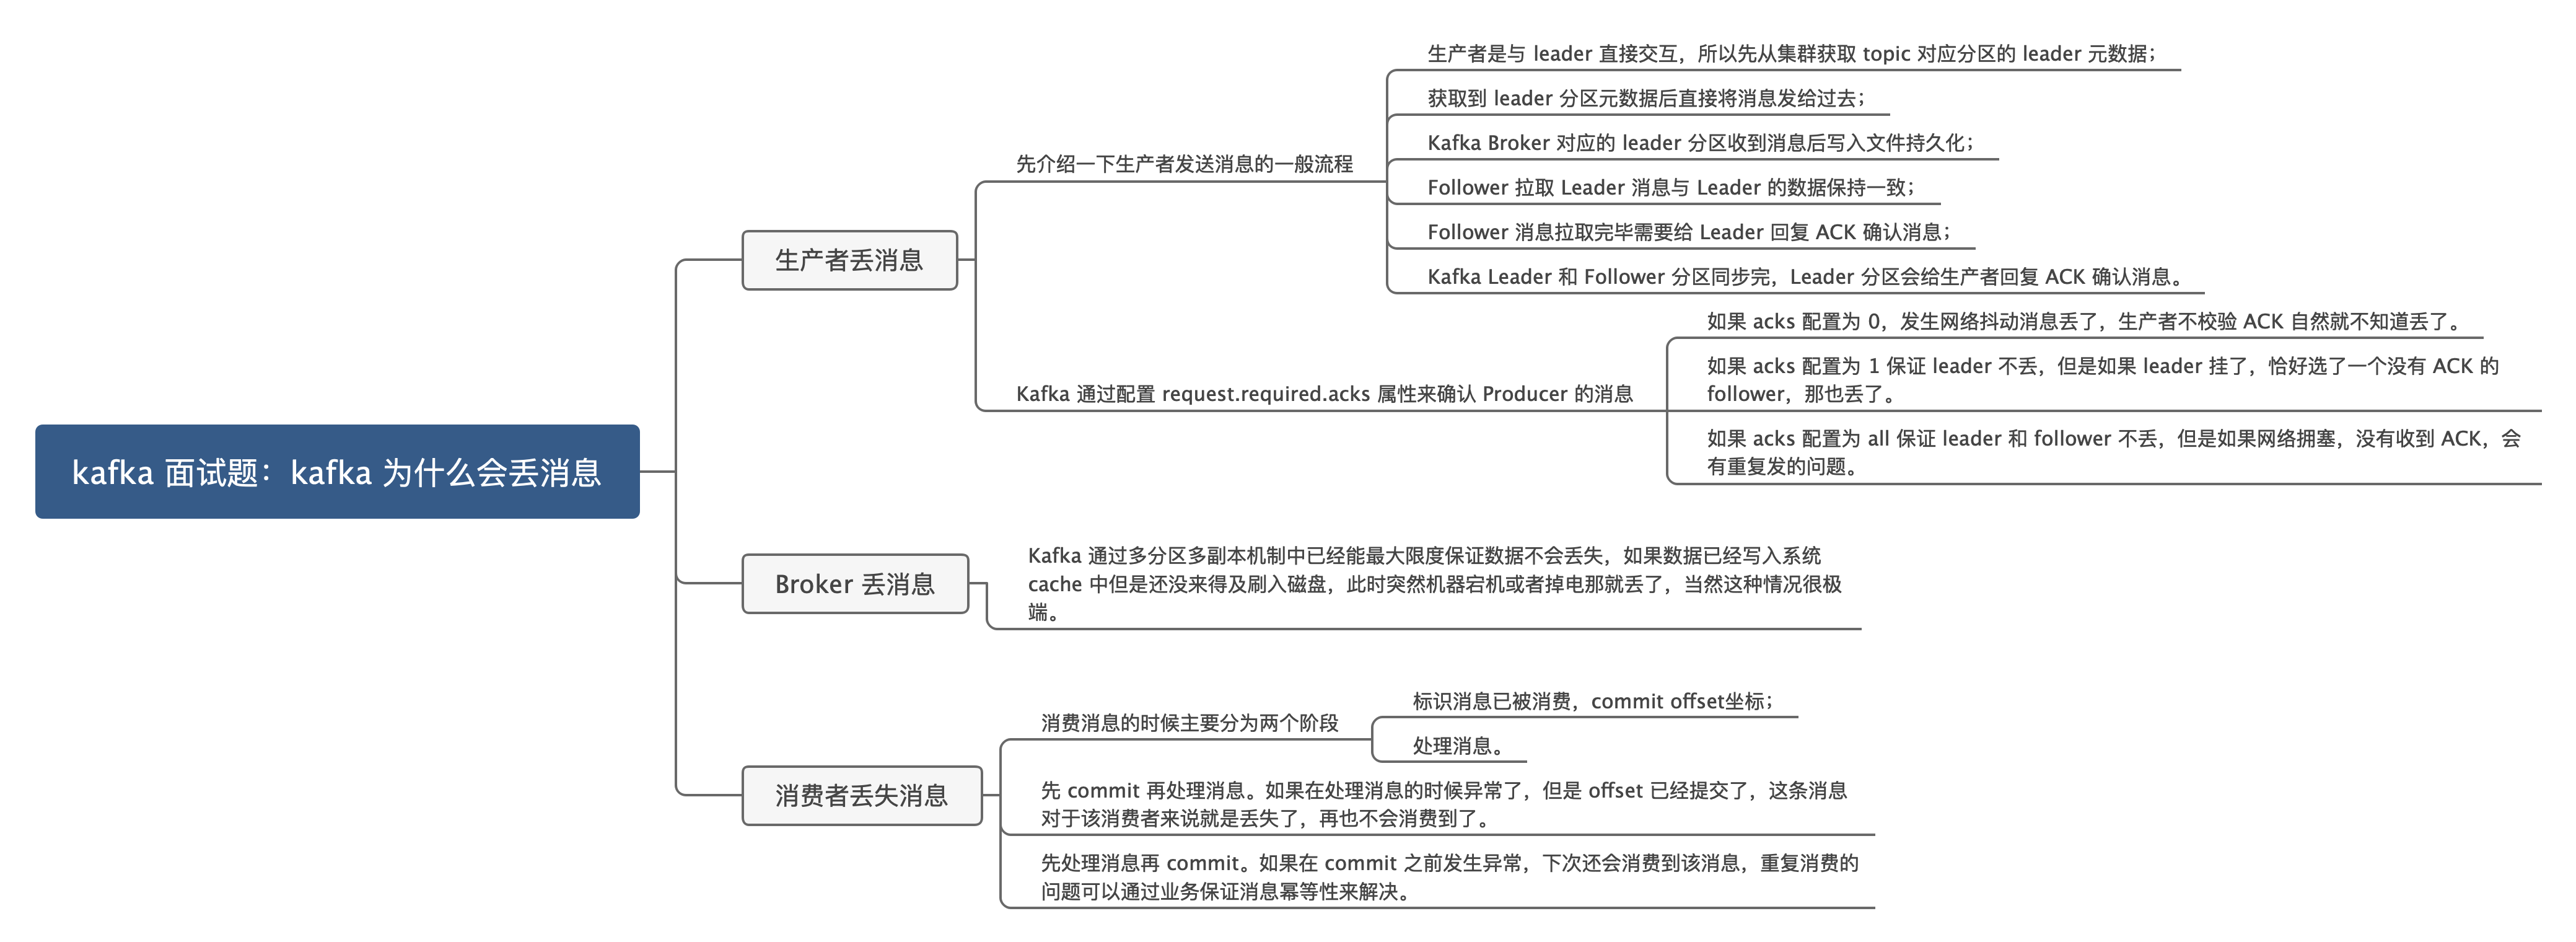 kafka 面试题：kafka 为什么会丢消息
生产者丢消息
先介绍一下生产者发送消息的一般流程
生产者是与 leader 直接交互，所以先从集群获取 topic 对应分区的 leader 元数据；
获取到 leader 分区元数据后直接将消息发给过去；
Kafka Broker 对应的 leader 分区收到消息后写入文件持久化；
Follower 拉取 Leader 消息与 Leader 的数据保持一致；
Follower 消息拉取完毕需要给 Leader 回复 ACK 确认消息；
Kafka Leader 和 Follower 分区同步完，Leader 分区会给生产者回复 ACK 确认消息。
Kafka 通过配置 request.required.acks 属性来确认 Producer 的消息
如果 acks 配置为 0，发生网络抖动消息丢了，生产者不校验 ACK 自然就不知道丢了。
如果 acks 配置为 1 保证 leader 不丢，但是如果 leader 挂了，恰好选了一个没有 ACK 的
follower，那也丢了。
如果 acks 配置为 all 保证 leader 和 follower 不丢，但是如果网络拥塞，没有收到 ACK，会
有重复发的问题。
Broker 丢消息
Kafka 通过多分区多副本机制中已经能最大限度保证数据不会丢失，如果数据已经写入系统
cache 中但是还没来得及刷入磁盘，此时突然机器宕机或者掉电那就丢了，当然这种情况很极
端。
消费者丢失消息
消费消息的时候主要分为两个阶段
标识消息已被消费，commit offset坐标；
处理消息。
先 commit 再处理消息。如果在处理消息的时候异常了，但是 offset 已经提交了，这条消息
对于该消费者来说就是丢失了，再也不会消费到了。
先处理消息再 commit。如果在 commit 之前发生异常，下次还会消费到该消息，重复消费的
问题可以通过业务保证消息幂等性来解决。